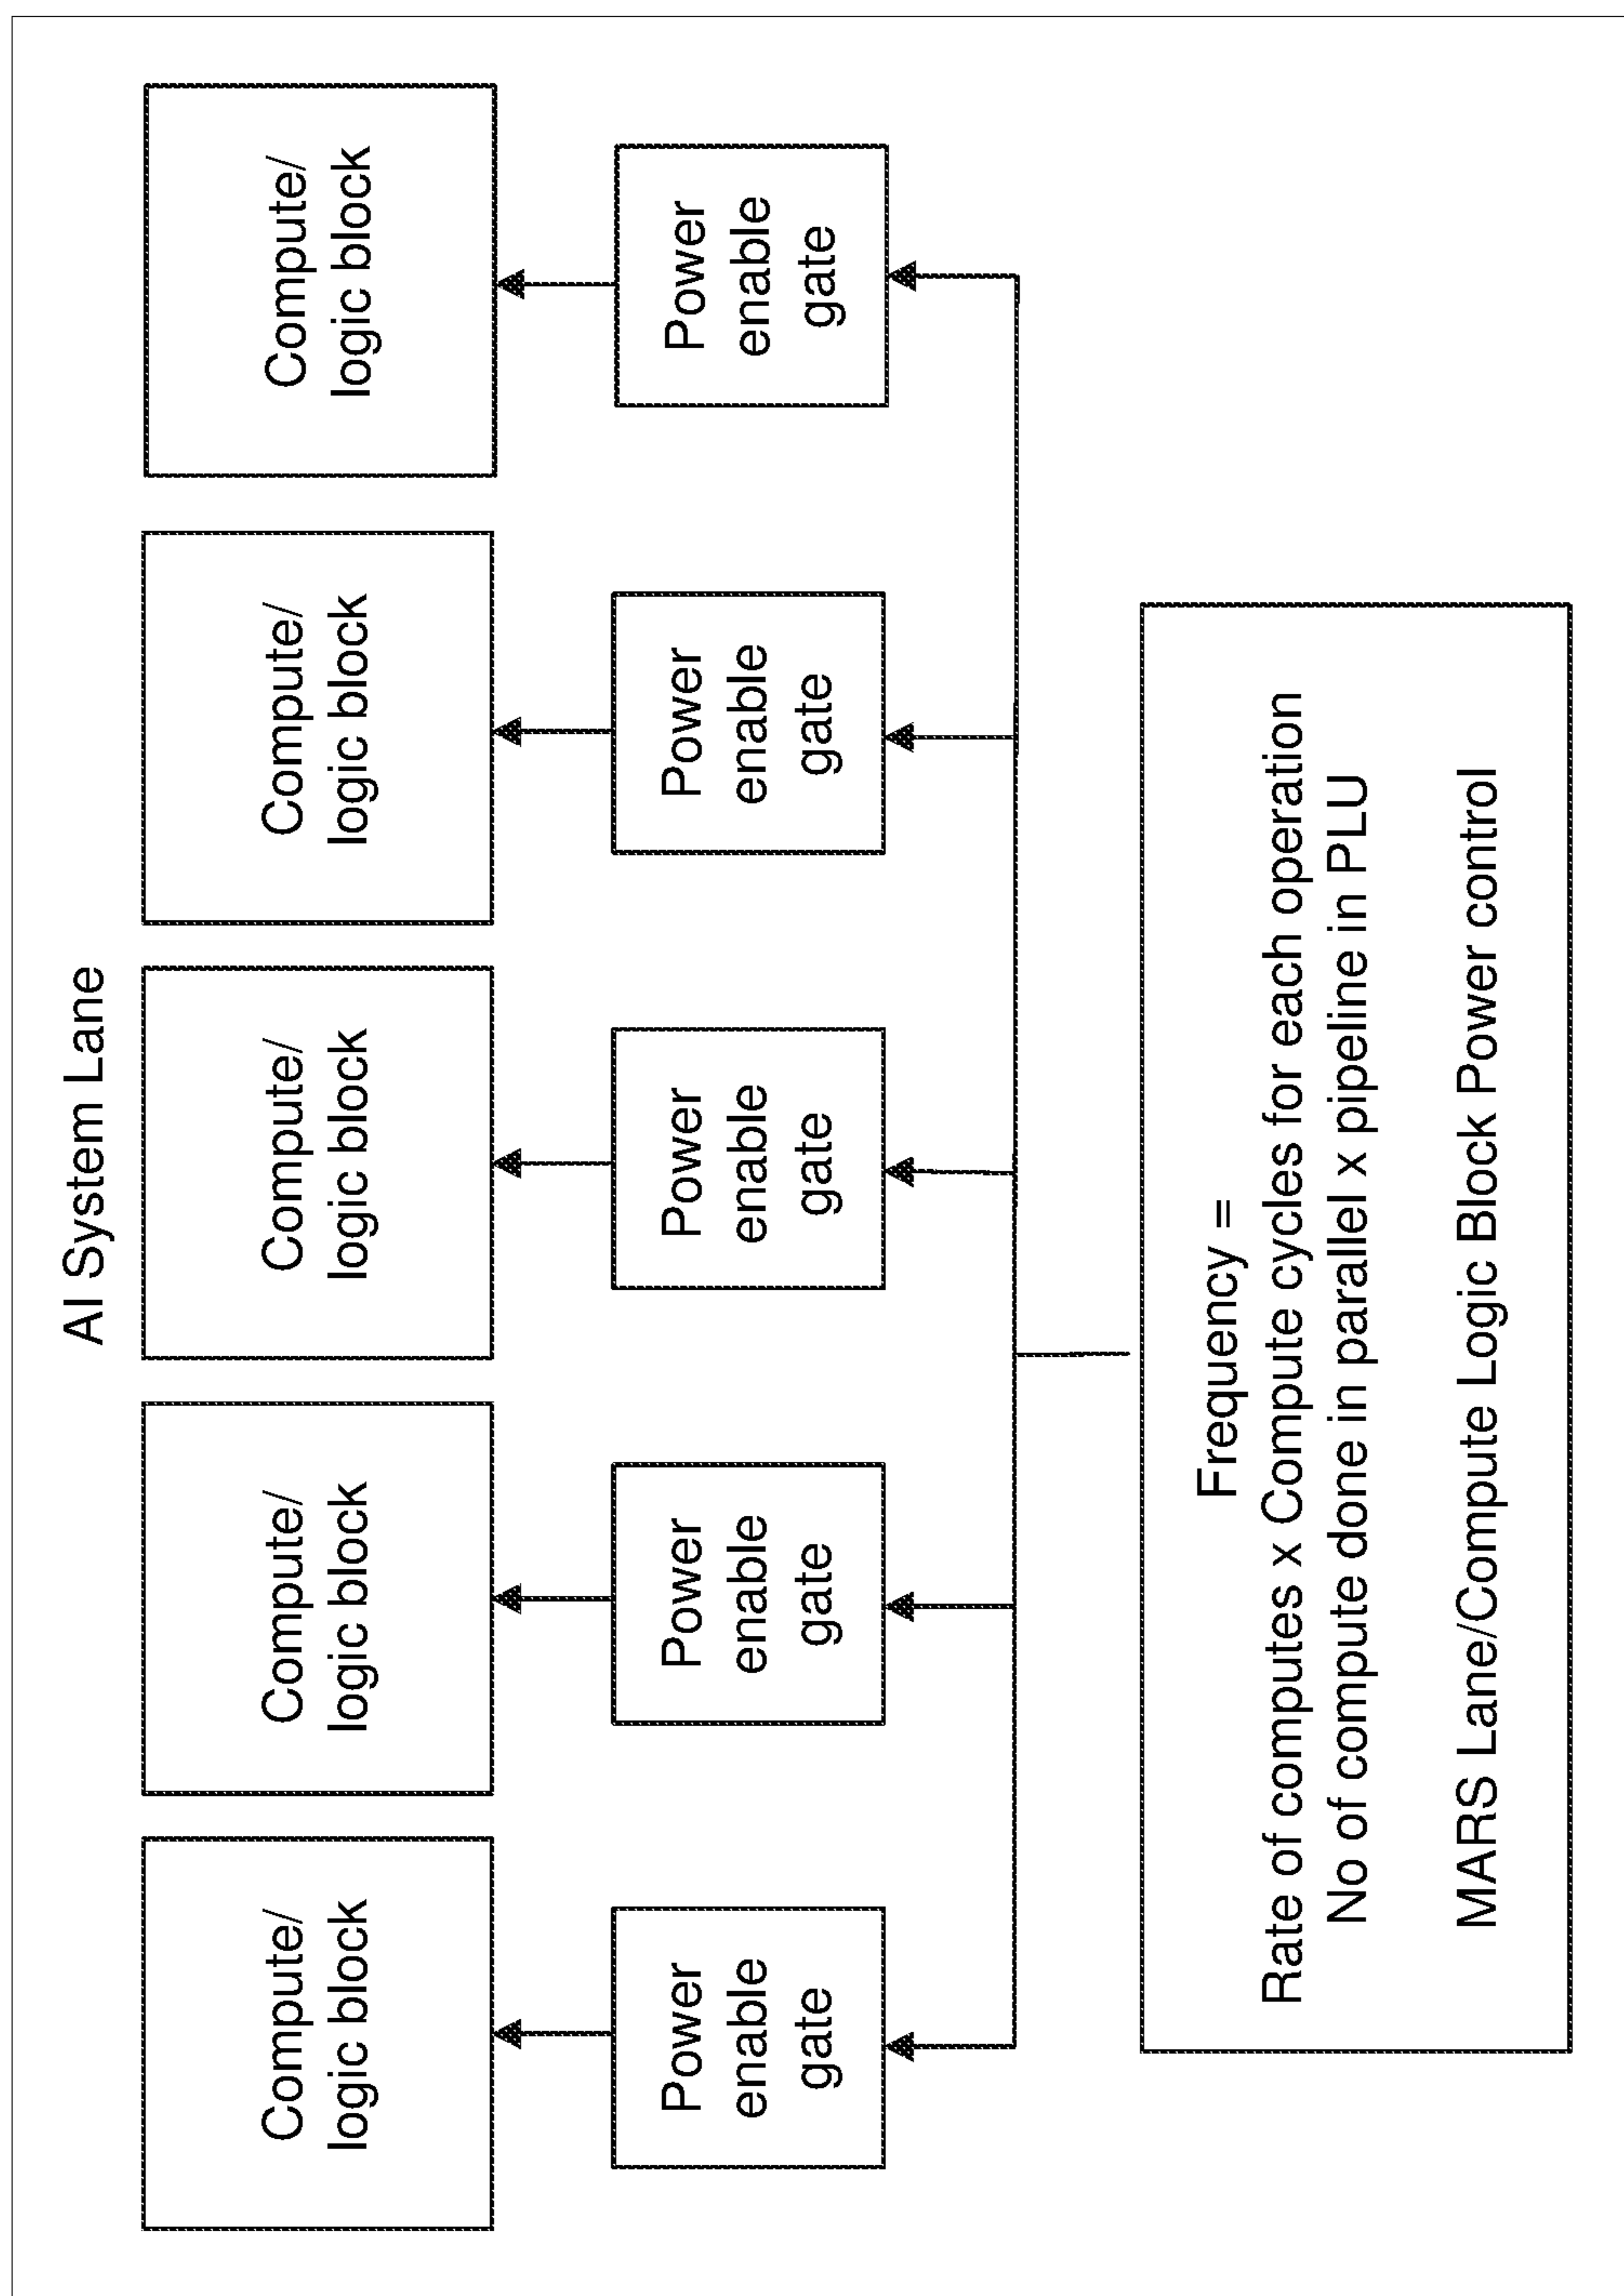 AI System Lane
Compute/
logic block
Compute/
logic block
Compute/
logic block
Compute/
logic block
Compute/
logic block
Power
enable
gate
Power
enable
gate
Power
enable
gate
Power
enable
gate
Power
enable
gate
Frequency =
Rate of computes x Compute cycles for each operation
No of compute done in parallel x pipeline in PLU
MARS Lane/Compute Logic Block Power control